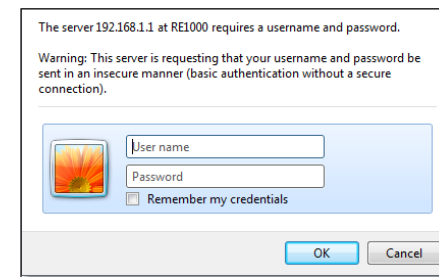 The server 192.168.1.1 at RE1000 requires a username and password.
Warning: This server is requesting that your username and password be
sent in an insecure manner (basic authentication without a secure
connection).
User name
Password
Remember my credentials
OK Cancel